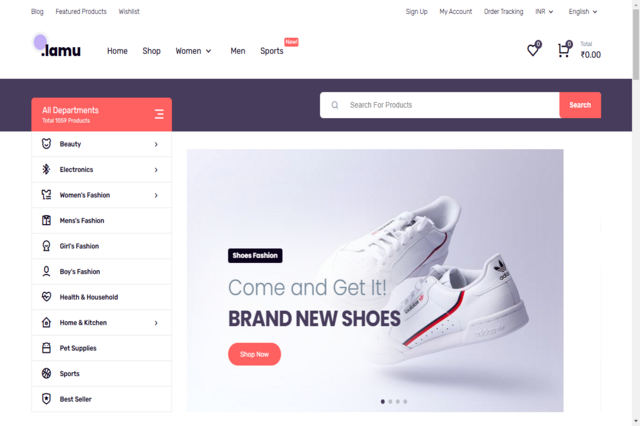 Blog Featured Products Wishlist
Sign Up My Account Order Tracking INR English
.lamu
Home Shop Women Men Sports New!
0 0 Total
₹0.00
All Departments
Total 1059 Products
Search For Products Search
Beauty
Electronics
Women's Fashion
Mens's Fashion
Girl's Fashion
Boy's Fashion
Health & Household
Home & Kitchen
Pet Supplies
Sports
Best Seller
Shoes Fashion
Come and Get It!
BRAND NEW SHOES
Shop Now
adidas